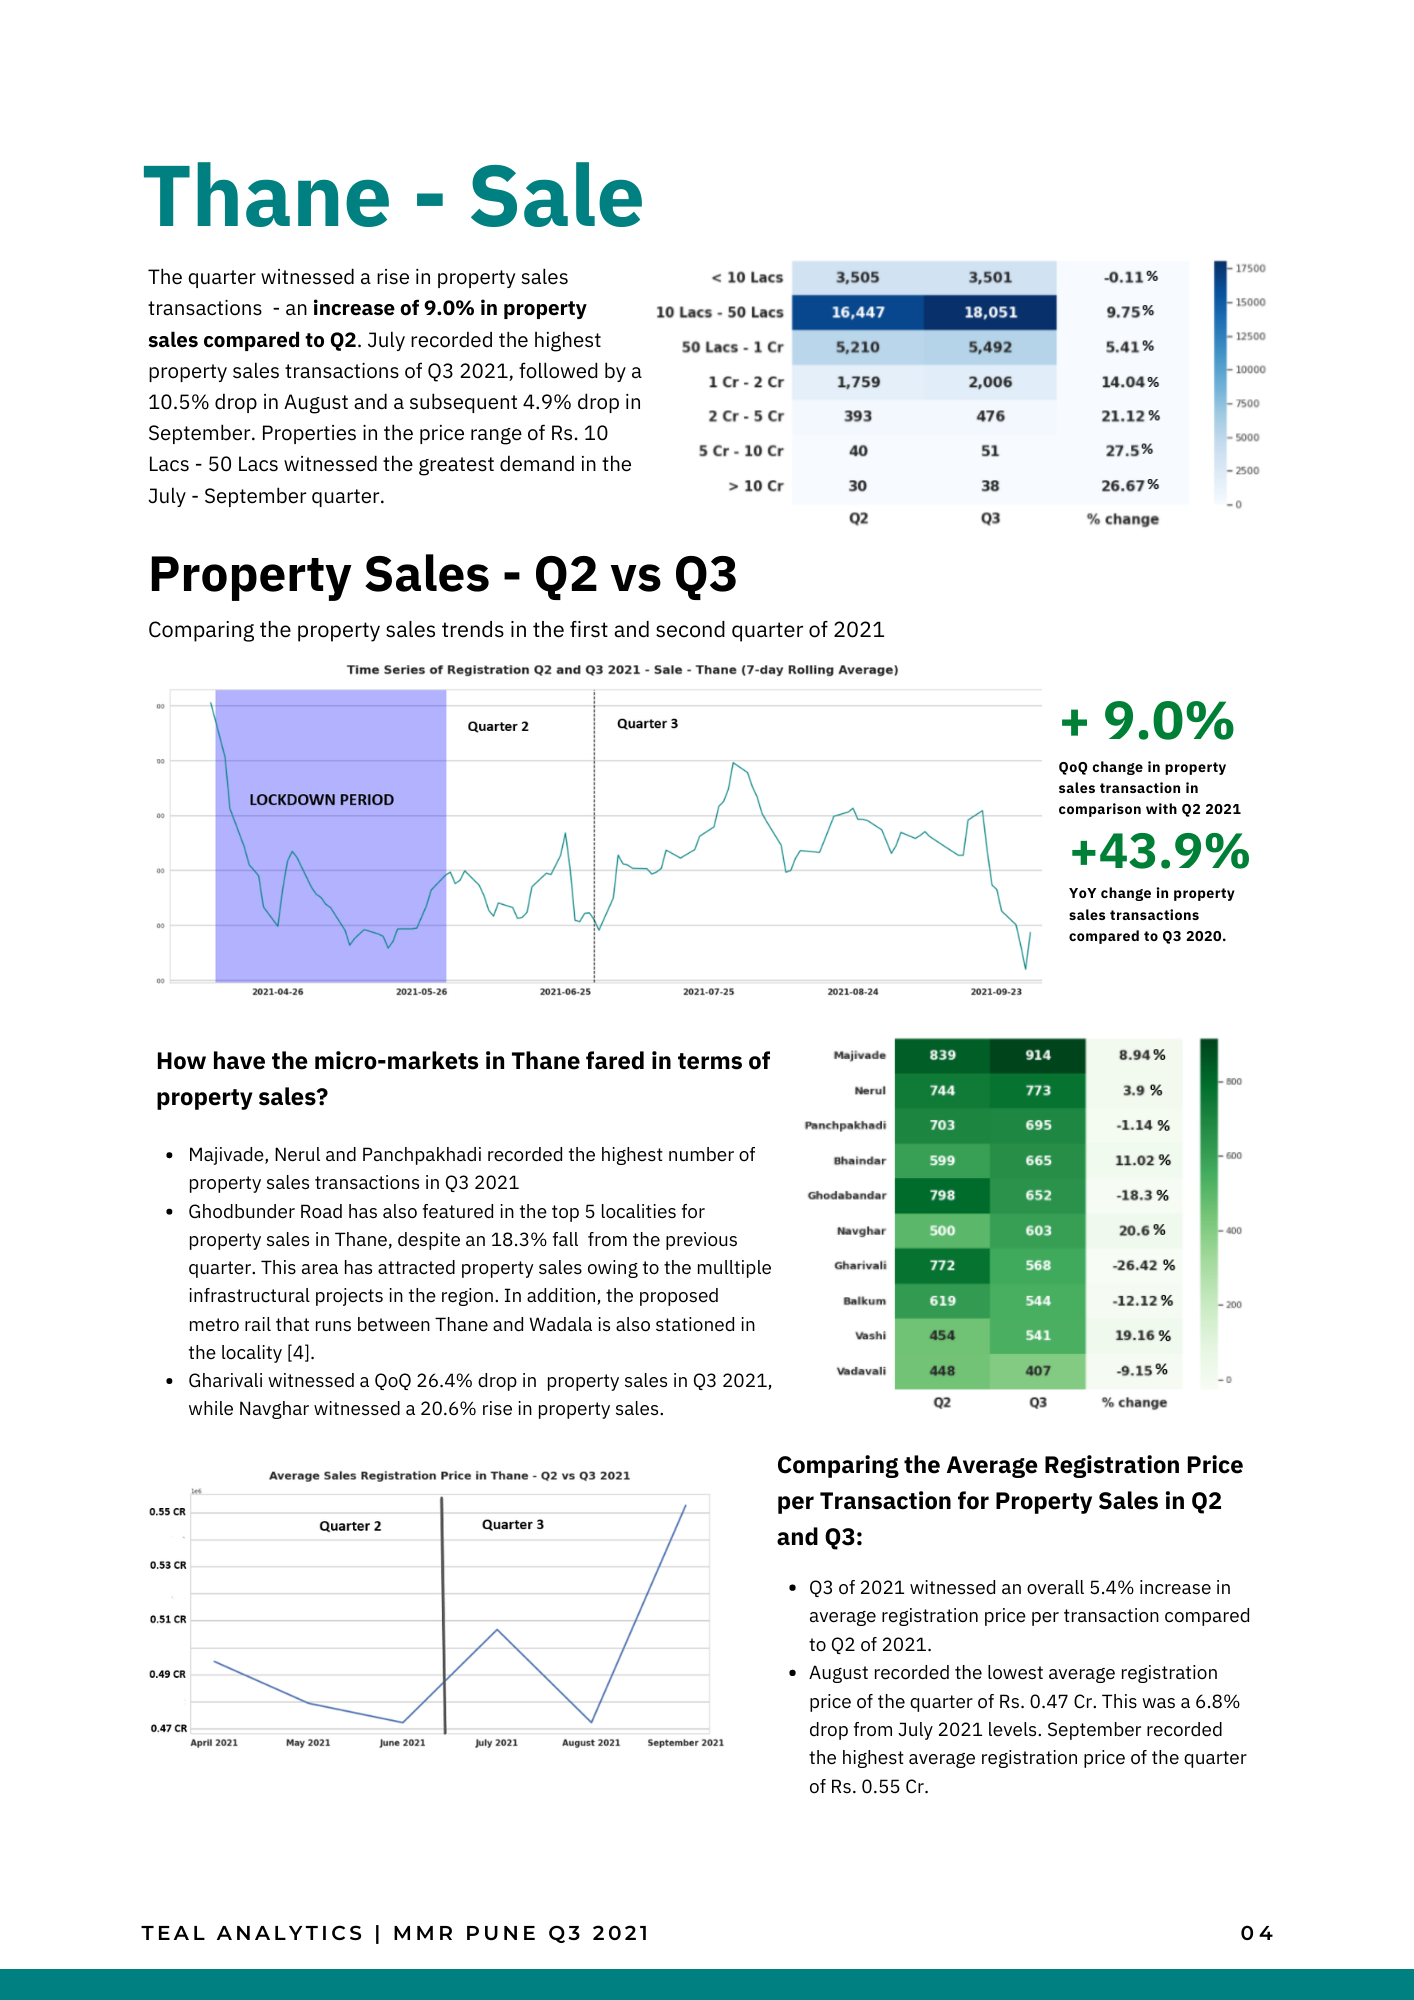 Thane - Sale
The quarter witnessed a rise in property sales
transactions - an increase of 9.0% in property
sales compared to Q2. July recorded the highest
property sales transactions of Q3 2021, followed by a
10.5% drop in August and a subsequent 4.9% drop in
September. Properties in the price range of Rs. 10
Lacs - 50 Lacs witnessed the greatest demand in the
July - September quarter.
< 10 Lacs 3,505 3,501 -0.11%
10 Lacs - 50 Lacs 16,447 18,051 9.75%
50 Lacs - 1 Cr 5,210 5,492 5.41%
1 Cr - 2 Cr 1,759 2,006 14.04%
2 Cr - 5 Cr 393 476 21.12%
5 Cr - 10 Cr 40 51 27.5%
> 10 Cr 30 38 26.67%
Q2 Q3 % change
17500
15000
12500
10000
7500
5000
2500
0
Property Sales - Q2 vs Q3
Comparing the property sales trends in the first and second quarter of 2021
Time Series of Registration Q2 and Q3 2021 - Sale - Thane (7-day Rolling Average)
00
00
00
00
00
00
Quarter 2
Quarter 3
LOCKDOWN PERIOD
2021-04-26 2021-05-26 2021-06-25 2021-07-25 2021-08-24 2021-09-23
+ 9.0%
QoQ change in property
sales transaction in
comparison with Q2 2021
+43.9%
YoY change in property
sales transactions
compared to Q3 2020.
How have the micro-markets in Thane fared in terms of
property sales?
• Majivade, Nerul and Panchpakhadi recorded the highest number of
property sales transactions in Q3 2021
• Ghodbunder Road has also featured in the top 5 localities for
property sales in Thane, despite an 18.3% fall from the previous
quarter. This area has attracted property sales owing to the mulltiple
infrastructural projects in the region. In addition, the proposed
metro rail that runs between Thane and Wadala is also stationed in
the locality [4].
• Gharivali witnessed a QoQ 26.4% drop in property sales in Q3 2021,
while Navghar witnessed a 20.6% rise in property sales.
Majivade 839 914 8.94%
Nerul 744 773 3.9 %
Panchpakhadi 703 695 -1.14 %
Bhaindar 599 665 11.02 %
Ghodabandar 798 652 -18.3 %
Navghar 500 603 20.6 %
Gharivali 772 568 -26.42 %
Balkum 619 544 -12.12 %
Vashi 454 541 19.16 %
Vadavali 448 407 -9.15 %
Q2 Q3 % change
800
600
400
200
0
Average Sales Registration Price in Thane - Q2 vs Q3 2021
1e6
0.55 CR
0.53 CR
0.51 CR
0.49 CR
0.47 CR
Quarter 2
Quarter 3
April 2021 May 2021 June 2021 July 2021 August 2021 September 2021
Comparing the Average Registration Price
per Transaction for Property Sales in Q2
and Q3:
• Q3 of 2021 witnessed an overall 5.4% increase in
average registration price per transaction compared
to Q2 of 2021.
• August recorded the lowest average registration
price of the quarter of Rs. 0.47 Cr. This was a 6.8%
drop from July 2021 levels. September recorded
the highest average registration price of the quarter
of Rs. 0.55 Cr.
TEAL ANALYTICS | MMR PUNE Q3 2021
04